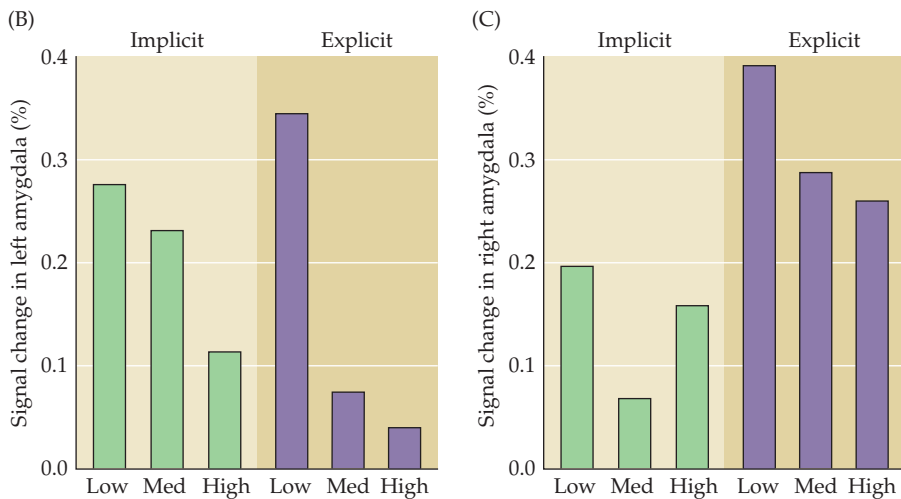 (B)
Implicit Explicit
Signal change in left amygdala (%)
0.4
0.3
0.2
0.1
0.0
Low Med High Low Med High
(C)
Implicit Explicit
Signal change in right amygdala (%)
0.4
0.3
0.2
0.1
0.0
Low Med High Low Med High